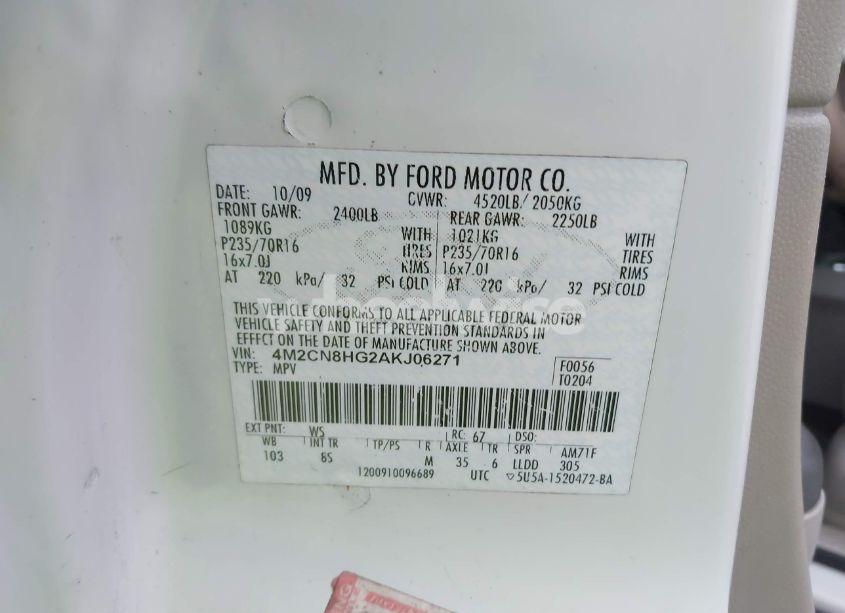 MFD. BY FORD MOTOR CO.
DATE: 10/09 GVWR: 4520LB/ 2050KG
FRONT GAWR: 2400LB REAR GAWR: 2250LB
1089KG WITH 1021KG WITH
P235/70R16 TIRES P235/70R16 TIRES
16x7.0J RIMS 16x7.0J RIMS
AT 220 kPa/ 32 PSI COLD AT 220 kPa/ 32 PSI COLD
THIS VEHICLE CONFORMS TO ALL APPLICABLE FEDERAL MOTOR
VEHICLE SAFETY AND THEFT PREVENTION STANDARDS IN
EFFECT ON THE DATE OF MANUFACTURE SHOWN ABOVE.
VIN: 4M2CN8HG2AKJ06271 F0056
TYPE: MPV T0204
EXT PNT: WS RC: 67 DSO:
WB INT TR TP/PS R AXLE TR SPR AM71F
103 85 M 35 6 LLDD 305
1200910096689 UTC 5U5A-1520472-BA